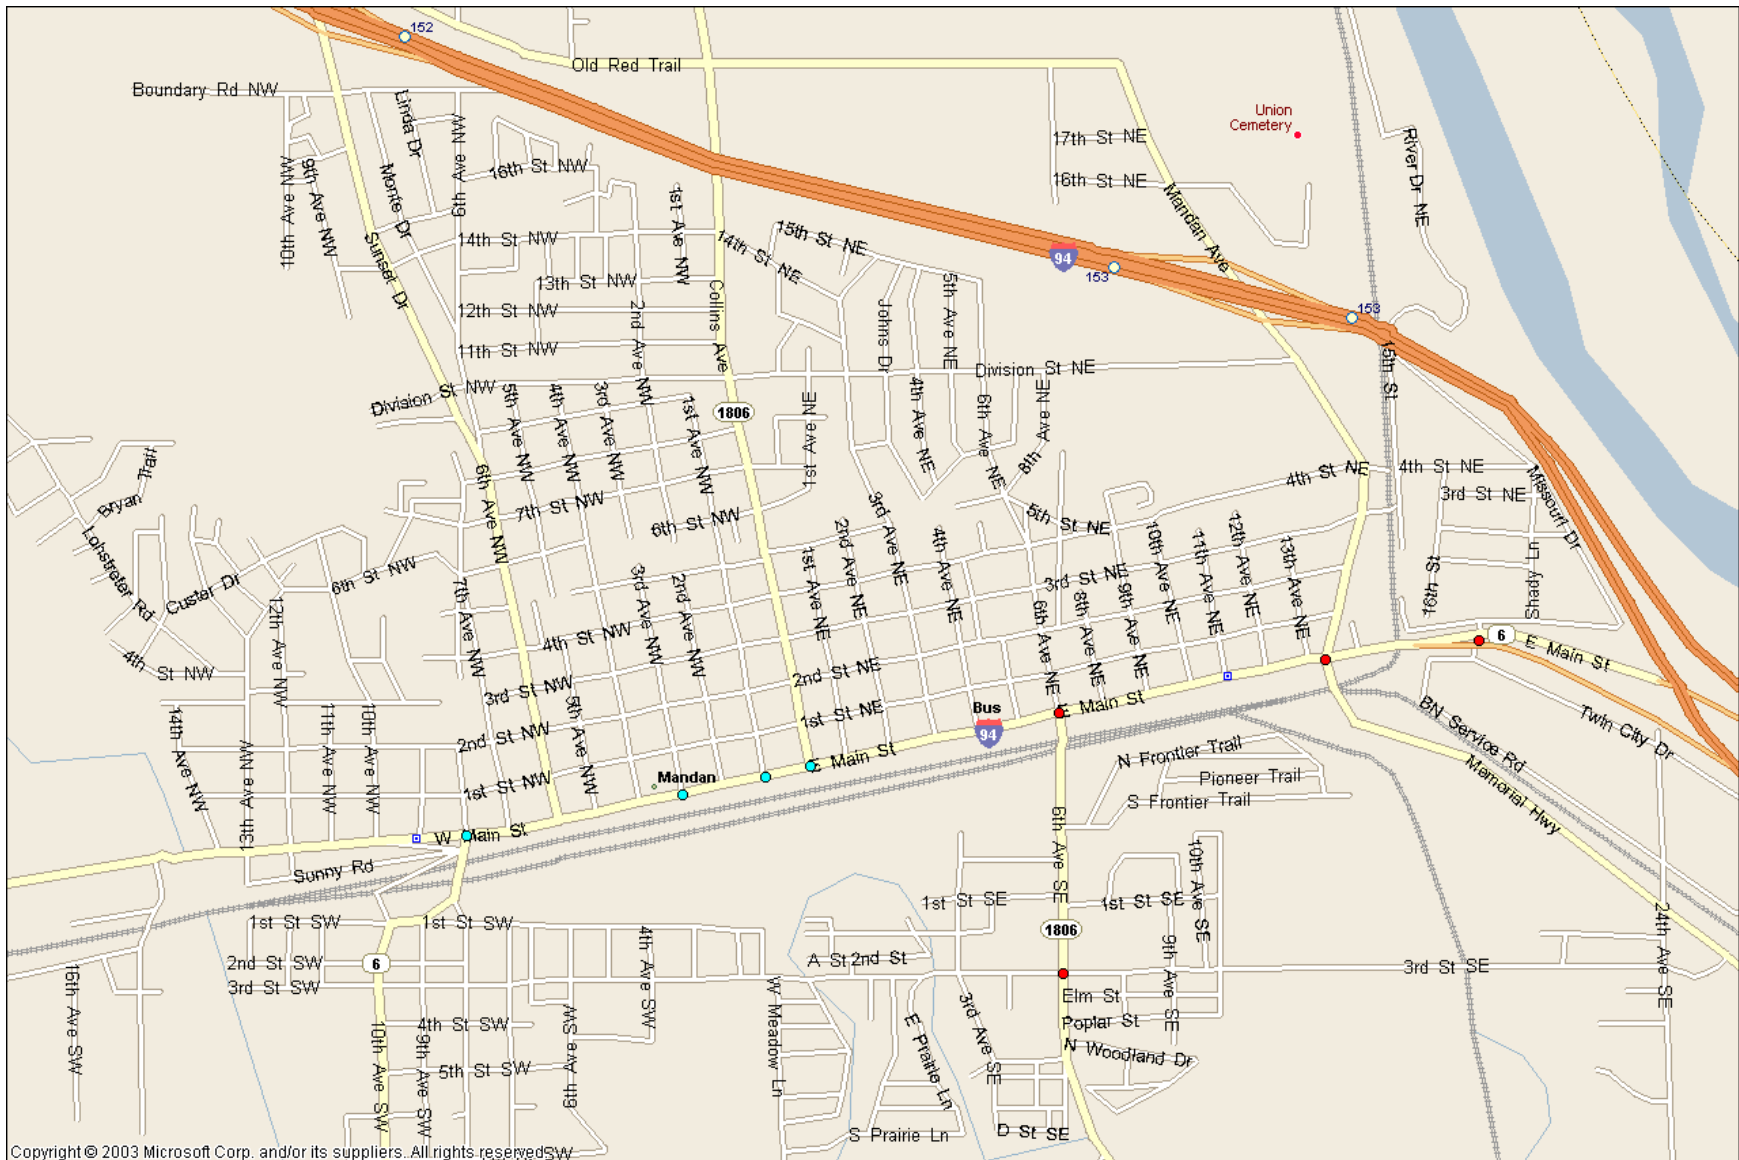 152
Old Red Trail
Boundary Rd NW
Linda Dr
Union
Cemetery
17th St NE
River Dr NE
10th Ave NW
9th Ave NW
Monte Dr
6th Ave NW
16th St NW
1st Ave NW
16th St NE
Mandan Ave
Sunset Dr
14th St NW
14th St NE
15th St NE
94
153
153
13th St NW
12th St NW
2nd Ave NW
Collins Ave
Johns Dr
5th Ave NE
11th St NW
15th St
Division St NW
Division St NE
5th Ave NW
4th Ave NW
3rd Ave NW
1st Ave NW
1806
1st Ave NE
4th Ave NE
6th Ave NE
8th Ave NE
Bryan Trail
Lohstreter Rd
6th Ave NW
7th St NW
6th St NW
4th St NE
4th St NE
3rd St NE
Missouri Dr
3rd Ave NE
2nd Ave NE
1st Ave NE
4th Ave NE
5th St NE
10th Ave NE
11th Ave NE
12th Ave NE
13th Ave NE
16th St
Shady Ln
Custer Dr
6th St NW
12th Ave NW
7th Ave NW
3rd Ave NW
2nd Ave NW
3rd St NE
6th Ave NE
8th Ave NE
9th Ave NE
4th St NW
4th St NW
3rd St NW
2nd St NE
6
E Main St
14th Ave NW
13th Ave NW
11th Ave NW
10th Ave NW
2nd St NW
5th Ave NW
1st St NE
Bus
94
E Main St
BN Service Rd
Twin City Dr
1st St NW
Mandan
E Main St
N Frontier Trail
Pioneer Trail
S Frontier Trail
Memorial Hwy
W Main St
Sunny Rd
6th Ave SE
10th Ave SE
1st St SW
1st St SW
1st St SE
1st St SE
1806
24th Ave SE
6
2nd St SW
3rd St SW
4th Ave SW
A St
2nd St
9th Ave SE
3rd St SE
16th Ave SW
10th Ave SW
9th Ave SW
4th St SW
5th St SW
6th Ave SW
W Meadow Ln
E Prairie Ln
3rd Ave SE
Elm St
Poplar St
N Woodland Dr
S Prairie Ln
D St SE
Copyright © 2003 Microsoft Corp. and/or its suppliers. All rights reserved.
SW